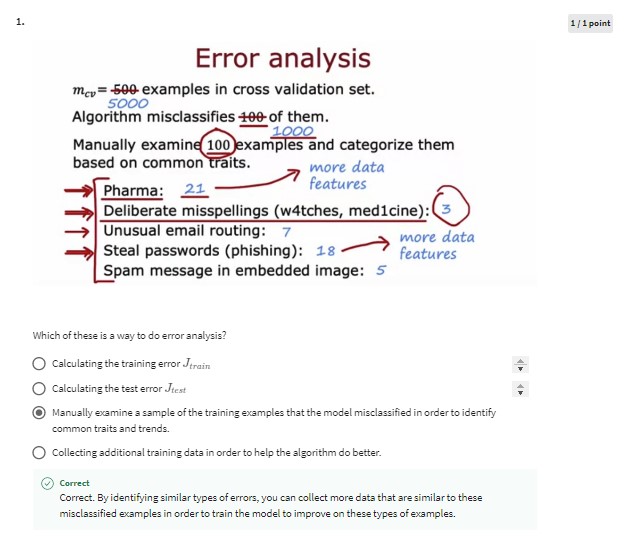 1.
1 / 1 point
Error analysis
mcv = 500 examples in cross validation set.
5000
Algorithm misclassifies 100 of them.
1000
Manually examine 100 examples and categorize them
based on common traits.
more data
features
Pharma: 21
Deliberate misspellings (w4tches, med1cine): 3
Unusual email routing: 7
more data
Steal passwords (phishing): 18
features
Spam message in embedded image: 5
Which of these is a way to do error analysis?
Calculating the training error Jtrain
Calculating the test error Jtest
Manually examine a sample of the training examples that the model misclassified in order to identify
common traits and trends.
Collecting additional training data in order to help the algorithm do better.
Correct
Correct. By identifying similar types of errors, you can collect more data that are similar to these
misclassified examples in order to train the model to improve on these types of examples.